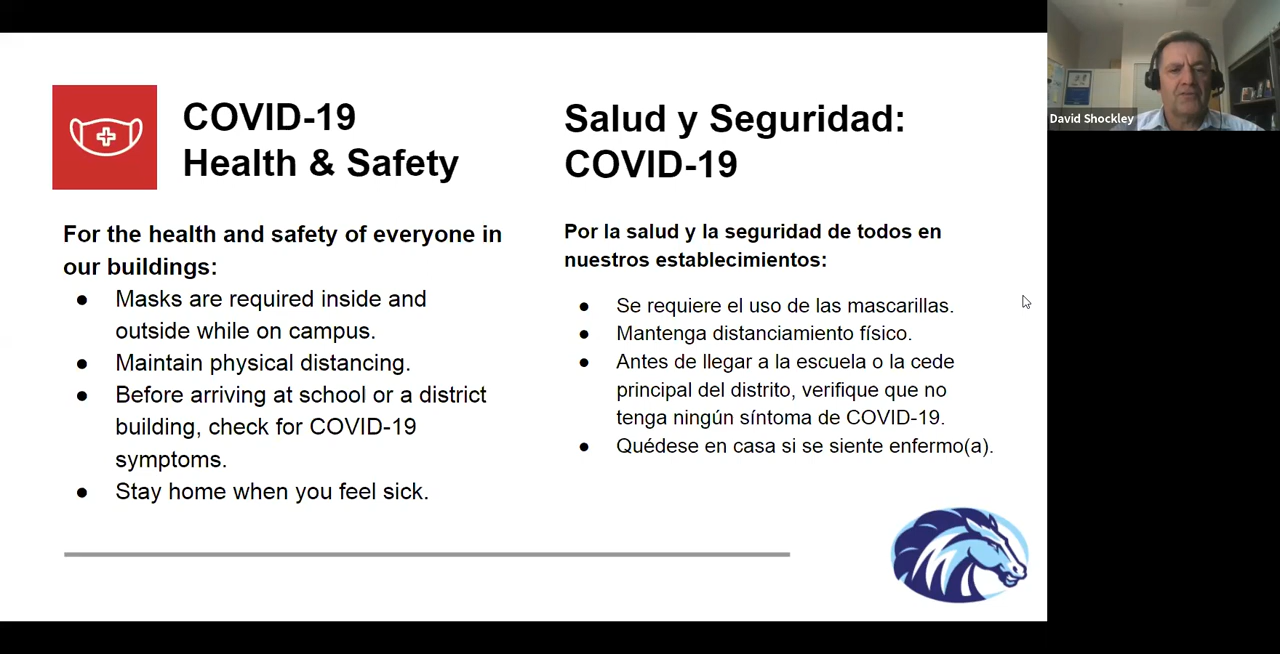 COVID-19
Health & Safety
For the health and safety of everyone in
our buildings:
● Masks are required inside and
outside while on campus.
● Maintain physical distancing.
● Before arriving at school or a district
building, check for COVID-19
symptoms.
● Stay home when you feel sick.
Salud y Seguridad:
COVID-19
Por la salud y la seguridad de todos en
nuestros establecimientos:
● Se requiere el uso de las mascarillas.
● Mantenga distanciamiento físico.
● Antes de llegar a la escuela o la cede
principal del distrito, verifique que no
tenga ningún síntoma de COVID-19.
● Quédese en casa si se siente enfermo(a).
David Shockley